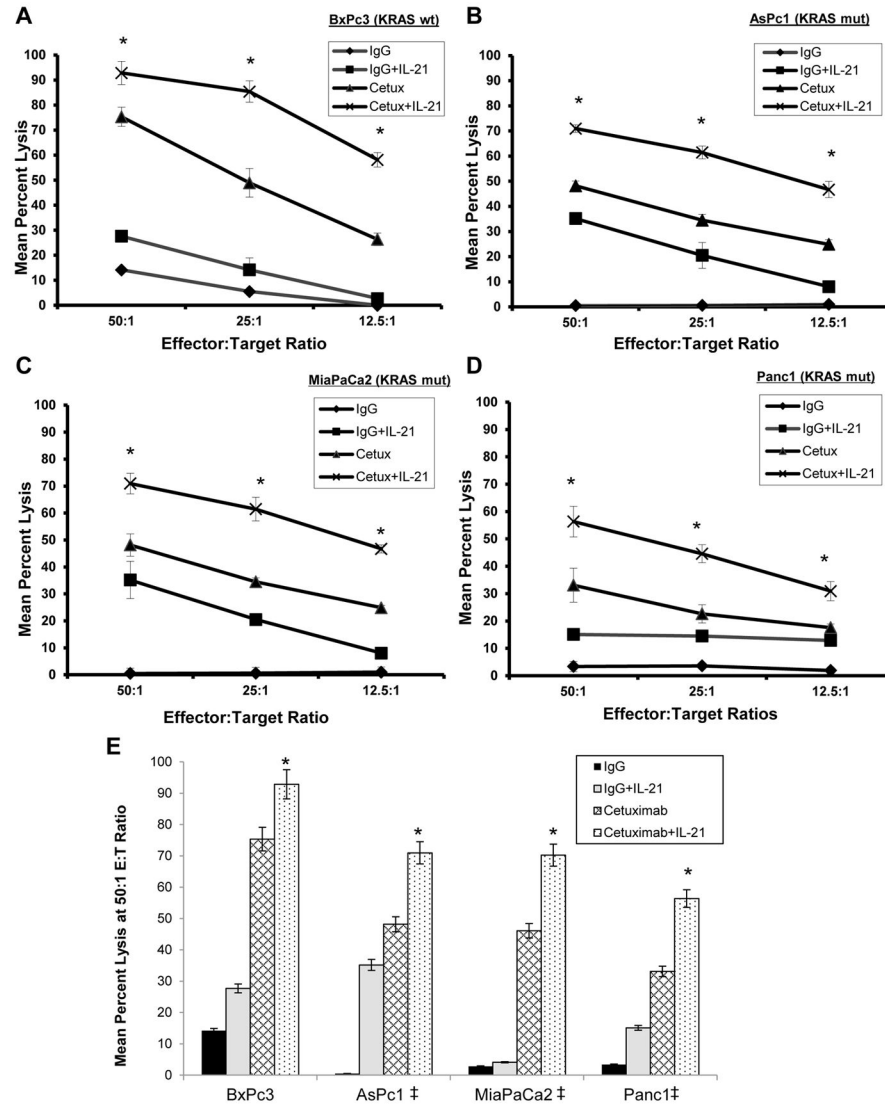 A
BxPc3 (KRAS wt)
IgG
IgG+IL-21
Cetux
Cetux+IL-21
Mean Percent Lysis
100
90
80
70
60
50
40
30
20
10
0
* * *
50:1 25:1 12.5:1
Effector:Target Ratio
B
AsPc1 (KRAS mut)
IgG
IgG+IL-21
Cetux
Cetux+IL-21
Mean Percent Lysis
100
90
80
70
60
50
40
30
20
10
0
* * *
50:1 25:1 12.5:1
Effector:Target Ratio
C
MiaPaCa2 (KRAS mut)
IgG
IgG+IL-21
Cetux
Cetux+IL-21
Mean Percent Lysis
100
90
80
70
60
50
40
30
20
10
0
* * *
50:1 25:1 12.5:1
Effector:Target Ratio
D
Panc1 (KRAS mut)
IgG
IgG+IL-21
Cetux
Cetux+IL-21
Mean Percent Lysis
100
90
80
70
60
50
40
30
20
10
0
* * *
50:1 25:1 12.5:1
Effector:Target Ratios
E
IgG
IgG+IL-21
Cetuximab
Cetuximab+IL-21
Mean Percent Lysis at 50:1 E:T Ratio
100
90
80
70
60
50
40
30
20
10
0
* * * *
BxPc3 AsPc1 ‡ MiaPaCa2 ‡ Panc1‡